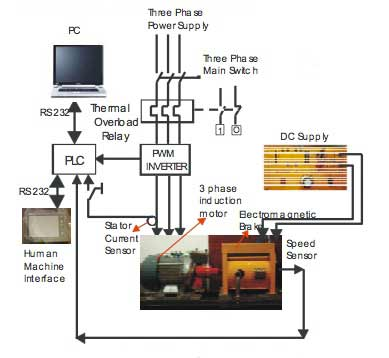 Three Phase
Power Supply
PC
Three Phase
Main Switch
RS232
Thermal
Overload
Relay
1
0
DC Supply
PLC
PWM
INVERTER
RS232
3 phase
induction
motor
Electromagnetic
Brake
Stator
Current
Sensor
Speed
Sensor
Human
Machine
Interface